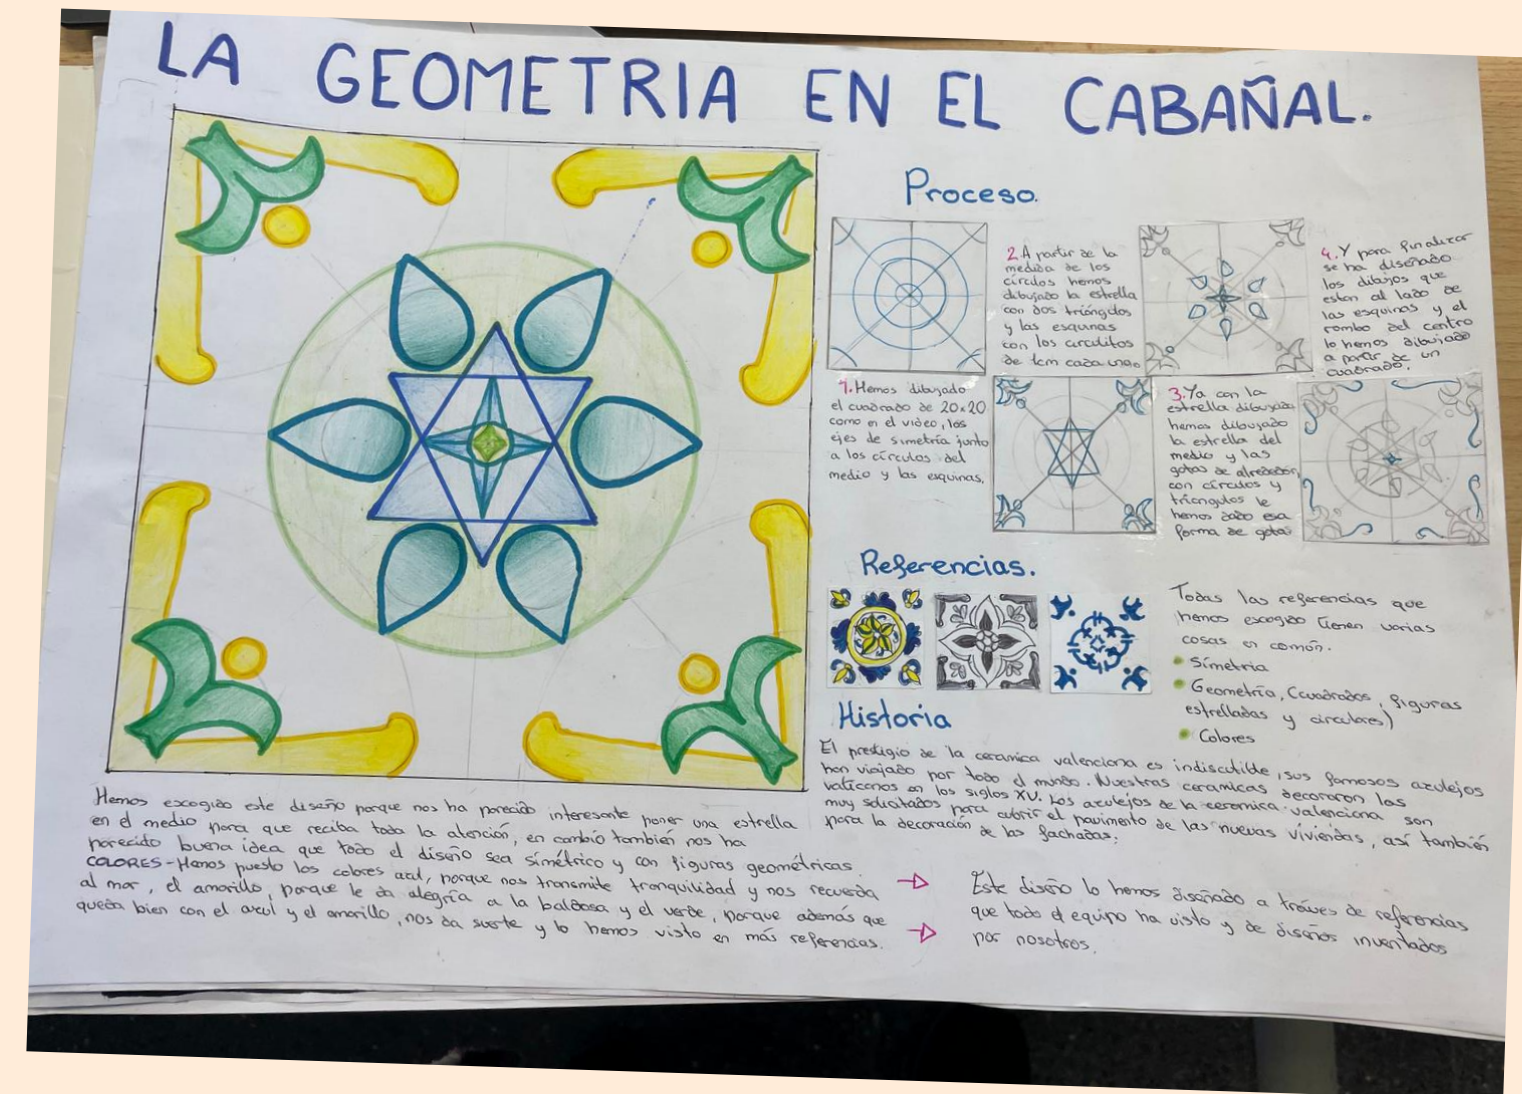 LA GEOMETRIA EN EL CABAÑAL.
Proceso.
1. Hemos dibujado
el cuadrado de 20x20
como en el video, los
ejes de simetría junto
a los círculos del
medio y las esquinas.
2. A partir de la
medida de los
círculos hemos
dibujado la estrella
con dos triángulos
y las esquinas
con los circulitos
de 1cm cada uno.
3. Ya con la
estrella dibujada
hemos dibujado
la estrella del
medio y las
gotas de alrededor,
con círculos y
triangulos le
hemos dado esa
forma de gota.
4. Y para finalizar
se ha diseñado
los dibujos que
estan al lado de
las esquinas y el
rombo del centro
lo hemos dibujado
a partir de un
cuadrado.
Referencias.
Todas las referencias que
hemos escogido tienen varias
cosas en común.
Simetria
Geometría, (cuadrados, figuras
estrelladas y circulares)
Colores
Historia
El prestigio de la ceramica valenciana es indiscutible, sus famosos azulejos
han viajado por todo el mundo. Nuestras ceramicas decoraron las
vaticanos en los siglos XV. Los azulejos de la ceramica valenciana son
muy solicitados para cubrir el pavimento de las nuevas viviendas, así también
para la decoración de las fachadas.
Hemos escogido este diseño porque nos ha parecido interesante poner una estrella
en el medio para que reciba toda la atención, en cambio también nos ha
parecido buena idea que todo el diseño sea simétrico y con figuras geométricas.
COLORES - Hemos puesto los colores azul, porque nos transmite tranquilidad y nos recuerda
al mar, el amarillo, porque le da alegría a la baldosa y el verde, porque además que
queda bien con el azul y el amarillo, nos da suerte y lo hemos visto en más referencias.
Este diseño lo hemos diseñado a tráves de referencias
que todo el equipo ha visto y de diseños inventados
por nosotros.